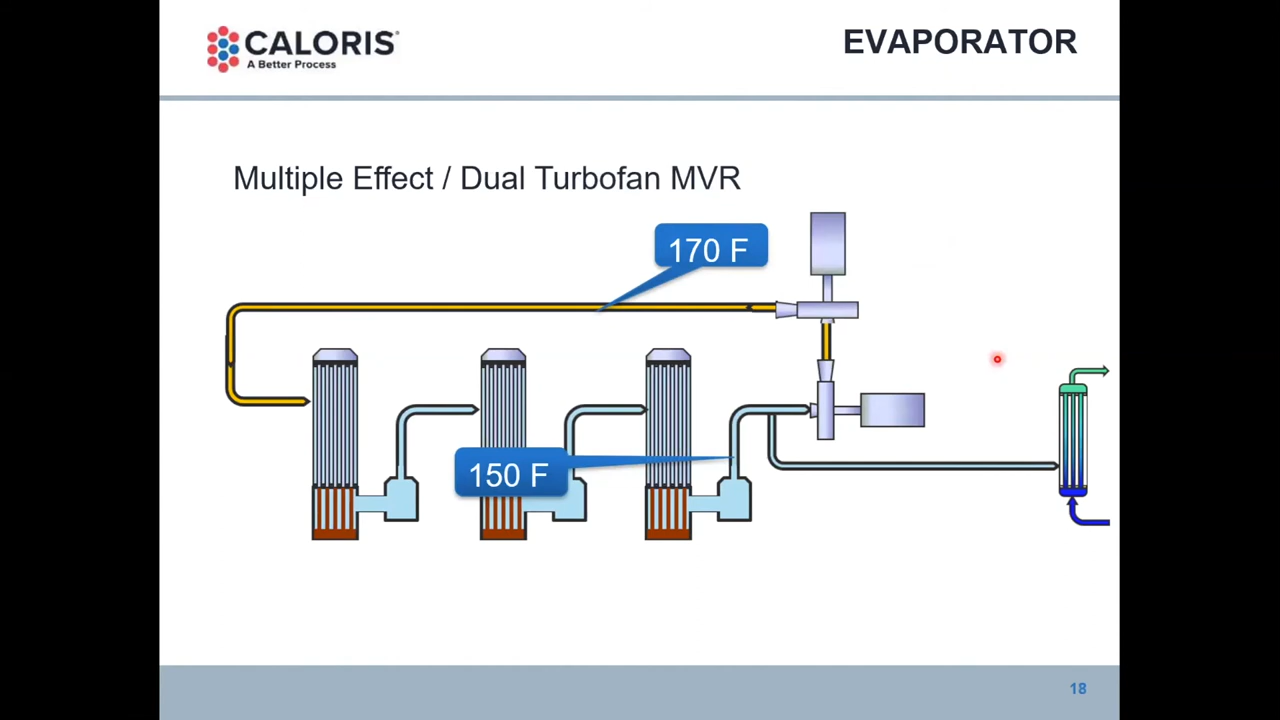 CALORIS
A Better Process
EVAPORATOR
Multiple Effect / Dual Turbofan MVR
170 F
150 F
18